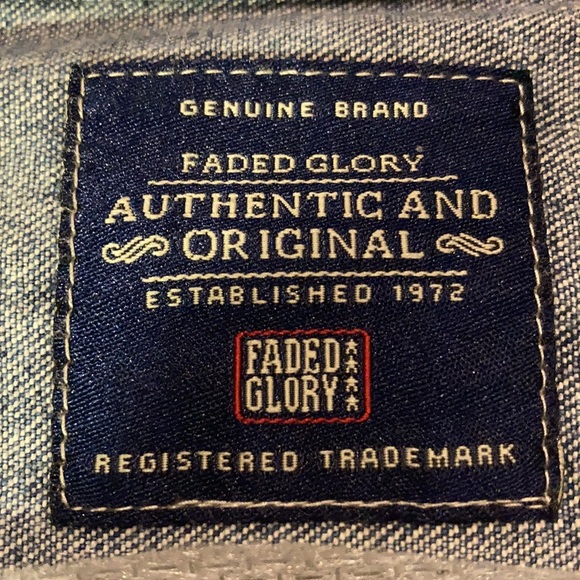 GENUINE BRAND
FADED GLORY®
AUTHENTIC AND
ORIGINAL
ESTABLISHED 1972
FADED
GLORY
REGISTERED TRADEMARK